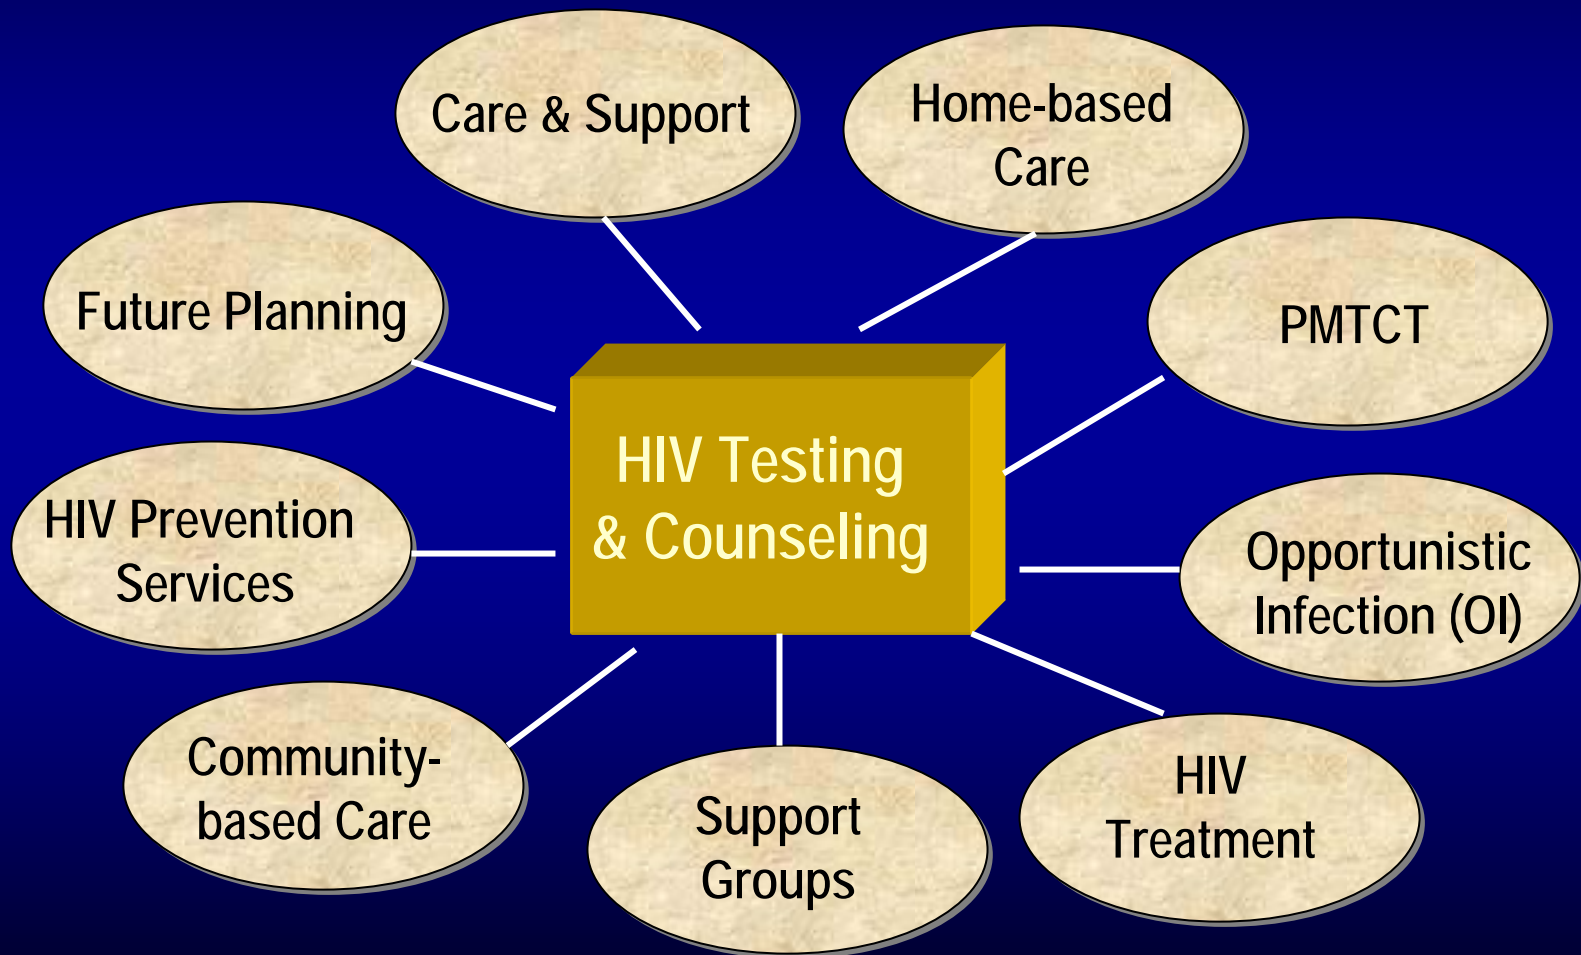 Care & Support
Home-based
Care
Future Planning
PMTCT
HIV Testing
& Counseling
HIV Prevention
Services
Opportunistic
Infection (OI)
Community-
based Care
Support
Groups
HIV
Treatment